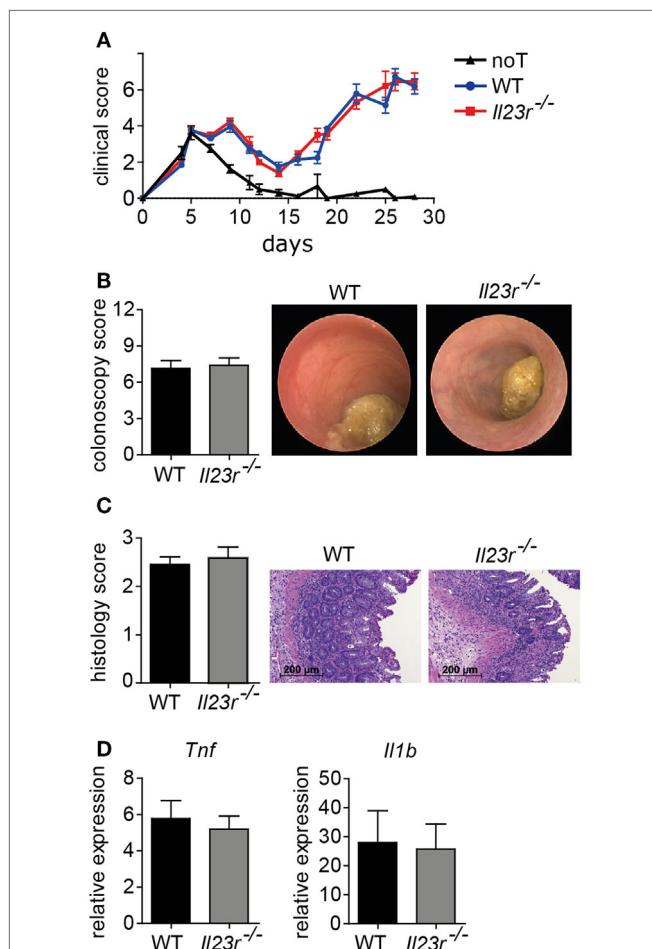 A
clinical score
6
4
2
0
0 5 10 15 20 25 30
days
noT
WT
Il23r-/-
B
colonoscopy score
12
9
6
3
0
WT Il23r-/-
WT Il23r-/-
C
histology score
3
2
1
0
WT Il23r-/-
WT Il23r-/-
200 µm 200 µm
D
Tnf
relative expression
8
6
4
2
0
WT Il23r-/-
Il1b
relative expression
50
40
30
20
10
0
WT Il23r-/-